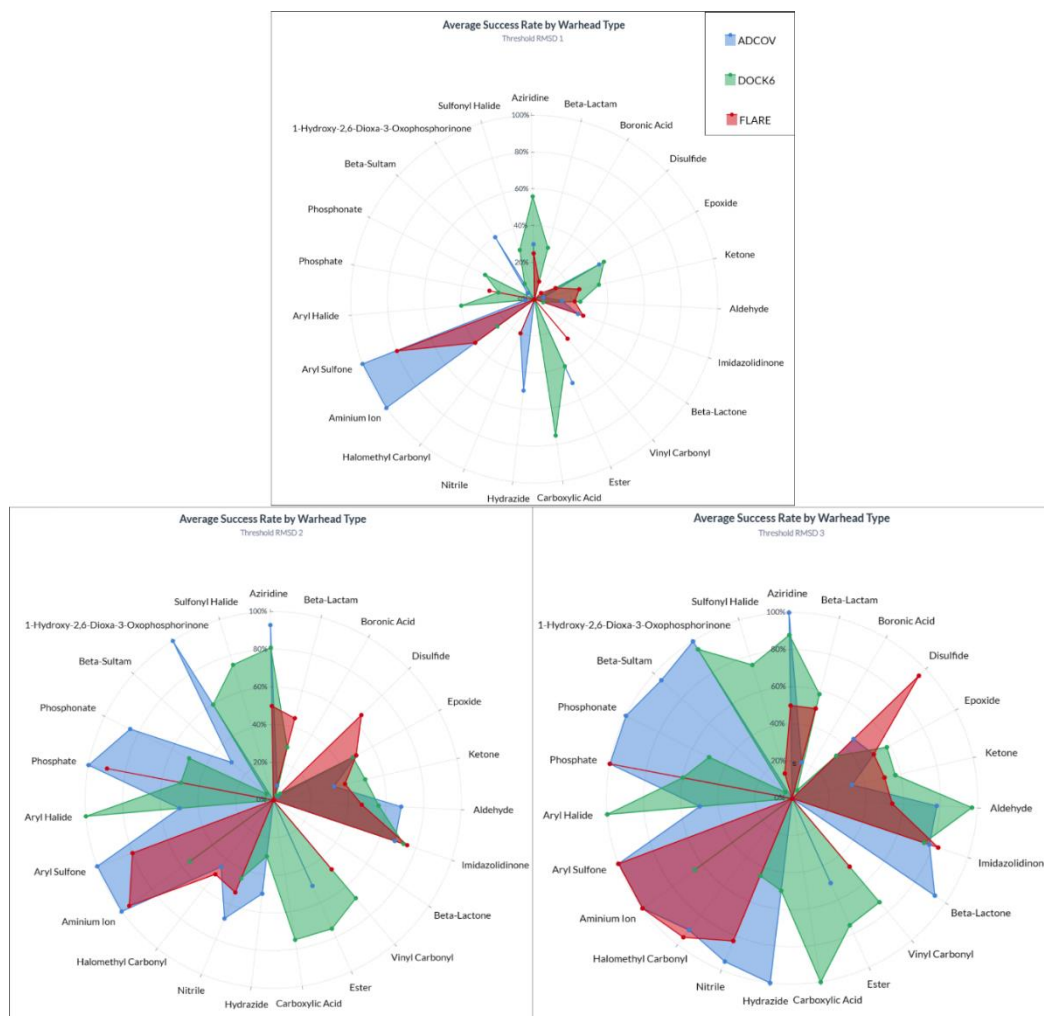 Average Success Rate by Warhead Type
Threshold RMSD 1
ADCOV
DOCK6
FLARE
Aziridine
Beta-Lactam
Boronic Acid
Disulfide
Epoxide
Ketone
Aldehyde
Imidazolidinone
Beta-Lactone
Vinyl Carbonyl
Ester
Carboxylic Acid
Hydrazide
Nitrile
Halomethyl Carbonyl
Aminium Ion
Aryl Sulfone
Aryl Halide
Phosphate
Phosphonate
Beta-Sultam
1-Hydroxy-2,6-Dioxa-3-Oxophosphorinone
Sulfonyl Halide
100%
80%
60%
40%
20%
Average Success Rate by Warhead Type
Threshold RMSD 2
Aziridine
Beta-Lactam
Boronic Acid
Disulfide
Epoxide
Ketone
Aldehyde
Imidazolidinone
Beta-Lactone
Vinyl Carbonyl
Ester
Carboxylic Acid
Hydrazide
Nitrile
Halomethyl Carbonyl
Aminium Ion
Aryl Sulfone
Aryl Halide
Phosphate
Phosphonate
Beta-Sultam
1-Hydroxy-2,6-Dioxa-3-Oxophosphorinone
Sulfonyl Halide
100%
80%
60%
40%
20%
0%
Average Success Rate by Warhead Type
Threshold RMSD 3
Aziridine
Beta-Lactam
Boronic Acid
Disulfide
Epoxide
Ketone
Aldehyde
Imidazolidinon
Beta-Lactone
Vinyl Carbonyl
Ester
Carboxylic Acid
Hydrazide
Nitrile
Halomethyl Carbonyl
Aminium Ion
Aryl Sulfone
Aryl Halide
Phosphate
Phosphonate
Beta-Sultam
1-Hydroxy-2,6-Dioxa-3-Oxophosphorinone
Sulfonyl Halide
100%
80%
60%
40%